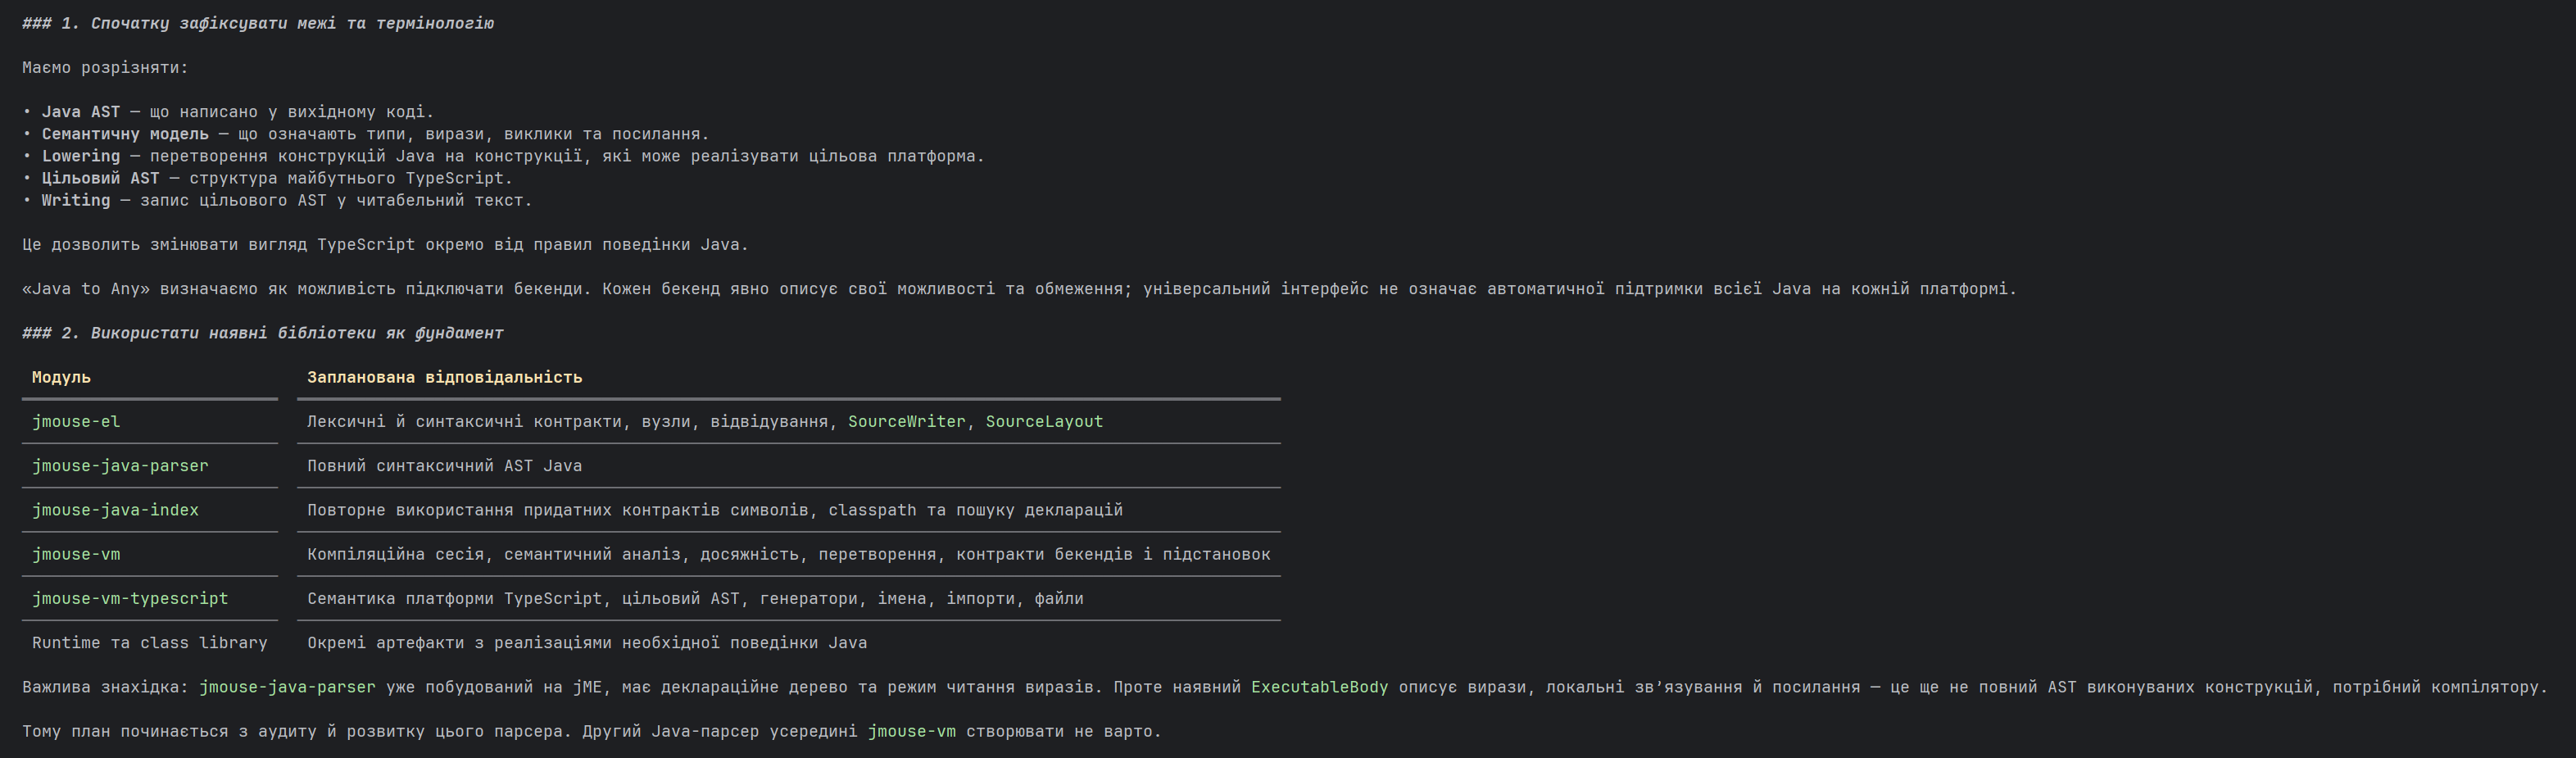 ### 1. Спочатку зафіксувати межі та термінологію
Маємо розрізняти:
• Java AST — що написано у вихідному коді.
• Семантичну модель — що означають типи, вирази, виклики та посилання.
• Lowering — перетворення конструкцій Java на конструкції, які може реалізувати цільова платформа.
• Цільовий AST — структура майбутнього TypeScript.
• Writing — запис цільового AST у читабельний текст.
Це дозволить змінювати вигляд TypeScript окремо від правил поведінки Java.
«Java to Any» визначаємо як можливість підключати бекенди. Кожен бекенд явно описує свої можливості та обмеження; універсальний інтерфейс не означає автоматичної підтримки всієї Java на кожній платформі.
### 2. Використати наявні бібліотеки як фундамент
Модуль Запланована відповідальність
jmouse-el Лексичні й синтаксичні контракти, вузли, відвідування, SourceWriter, SourceLayout
jmouse-java-parser Повний синтаксичний AST Java
jmouse-java-index Повторне використання придатних контрактів символів, classpath та пошуку декларацій
jmouse-vm Компіляційна сесія, семантичний аналіз, досяжність, перетворення, контракти бекендів і підстановок
jmouse-vm-typescript Семантика платформи TypeScript, цільовий AST, генератори, імена, імпорти, файли
Runtime та class library Окремі артефакти з реалізаціями необхідної поведінки Java
Важлива знахідка: jmouse-java-parser уже побудований на jME, має деклараційне дерево та режим читання виразів. Проте наявний ExecutableBody описує вирази, локальні зв’язування й посилання — це ще не повний AST виконуваних конструкцій, потрібний компілятору.
Тому план починається з аудиту й розвитку цього парсера. Другий Java-парсер усередині jmouse-vm створювати не варто.